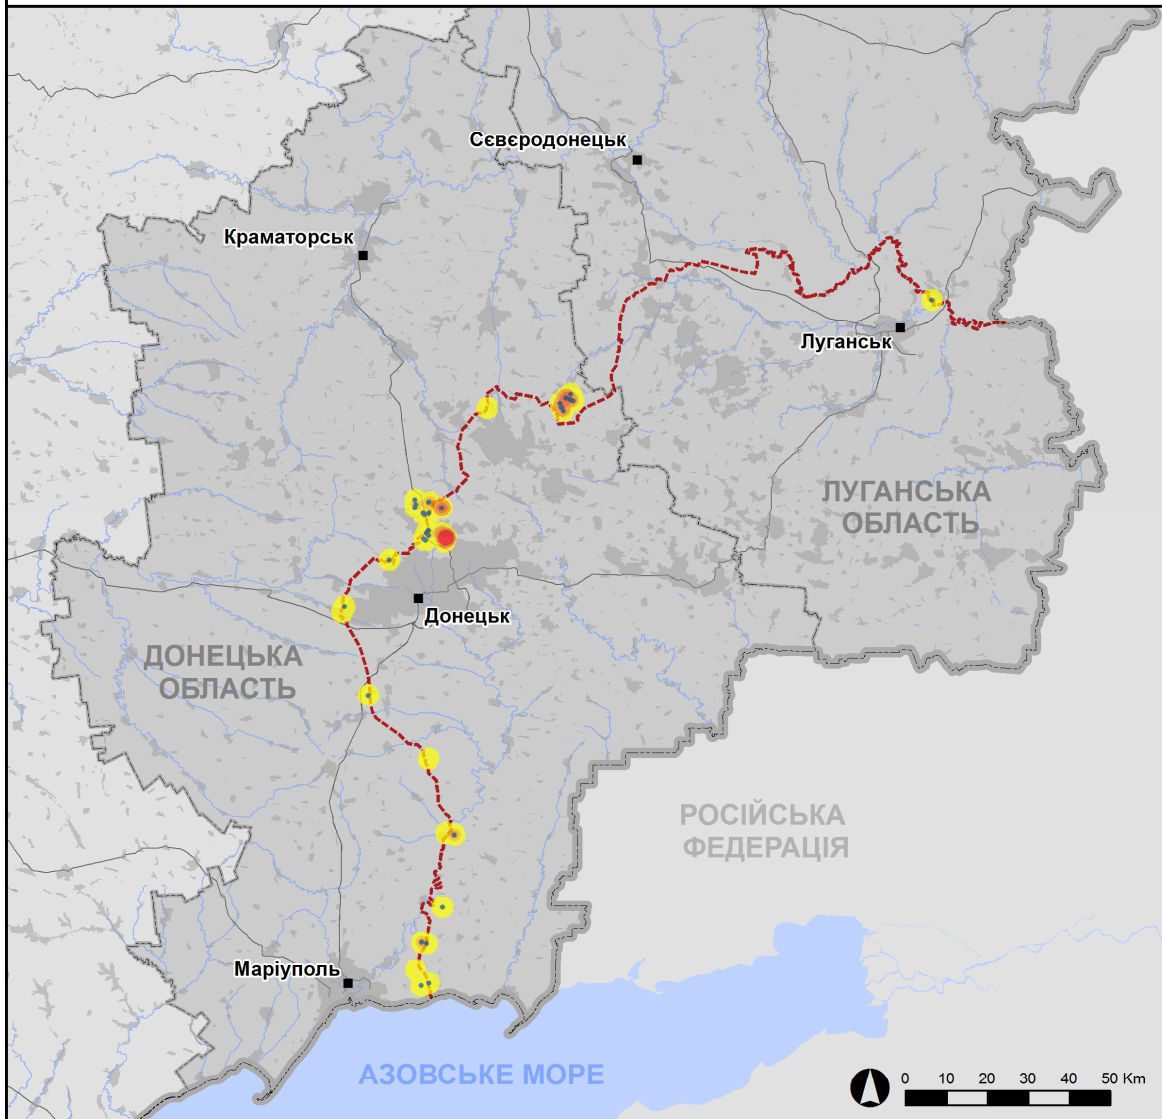 Сєвєродонецьк
Краматорськ
Луганськ
ЛУГАНСЬКА
ОБЛАСТЬ
Донецьк
ДОНЕЦЬКА
ОБЛАСТЬ
РОСІЙСЬКА
ФЕДЕРАЦІЯ
Маріуполь
АЗОВСЬКЕ МОРЕ
0 10 20 30 40 50 Km